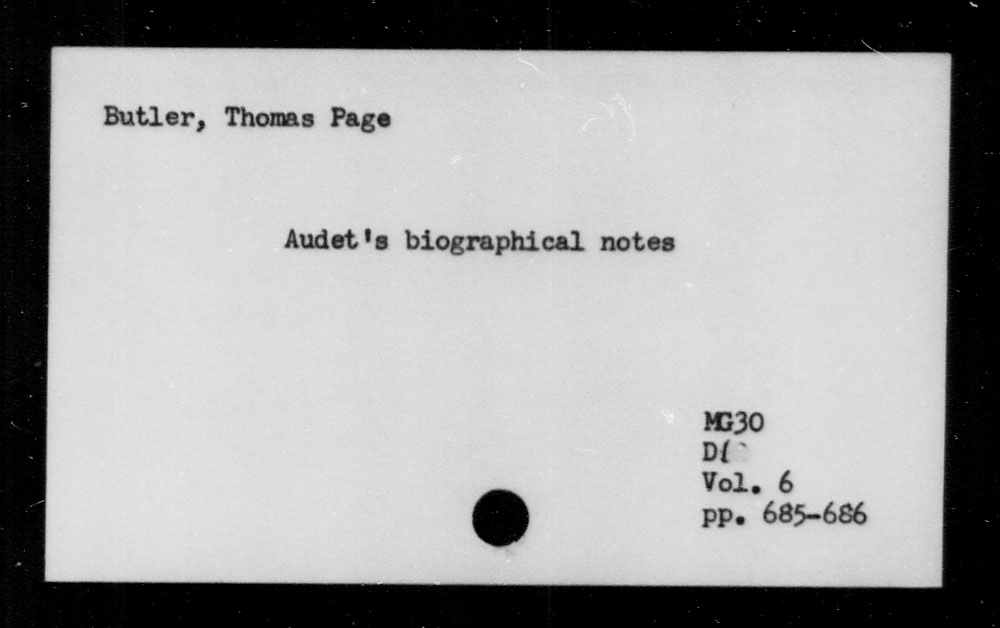 Butler, Thomas Page
Audet's biographical notes
MG30
Vol. 6
pp. 685-686